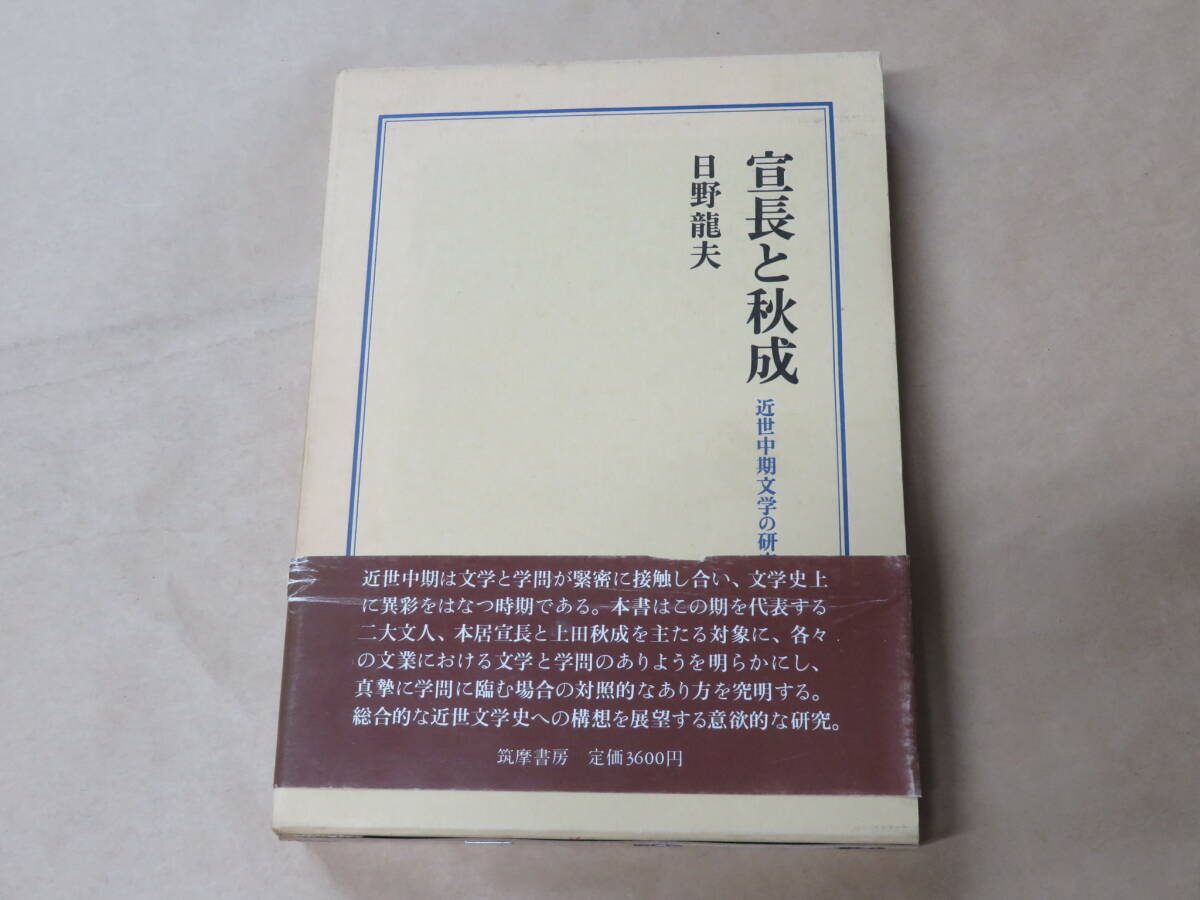 宣長と秋成
近世中期文学の研
日野龍夫
近世中期は文学と学問が緊密に接触し合い、文学史上
に異彩をはなつ時期である。本書はこの期を代表する
二大文人、本居宣長と上田秋成を主たる対象に、各々
の文業における文学と学問のありようを明らかにし、
真摯に学問に臨む場合の対照的なあり方を究明する。
総合的な近世文学史への構想を展望する意欲的な研究。
筑摩書房 定価3600円